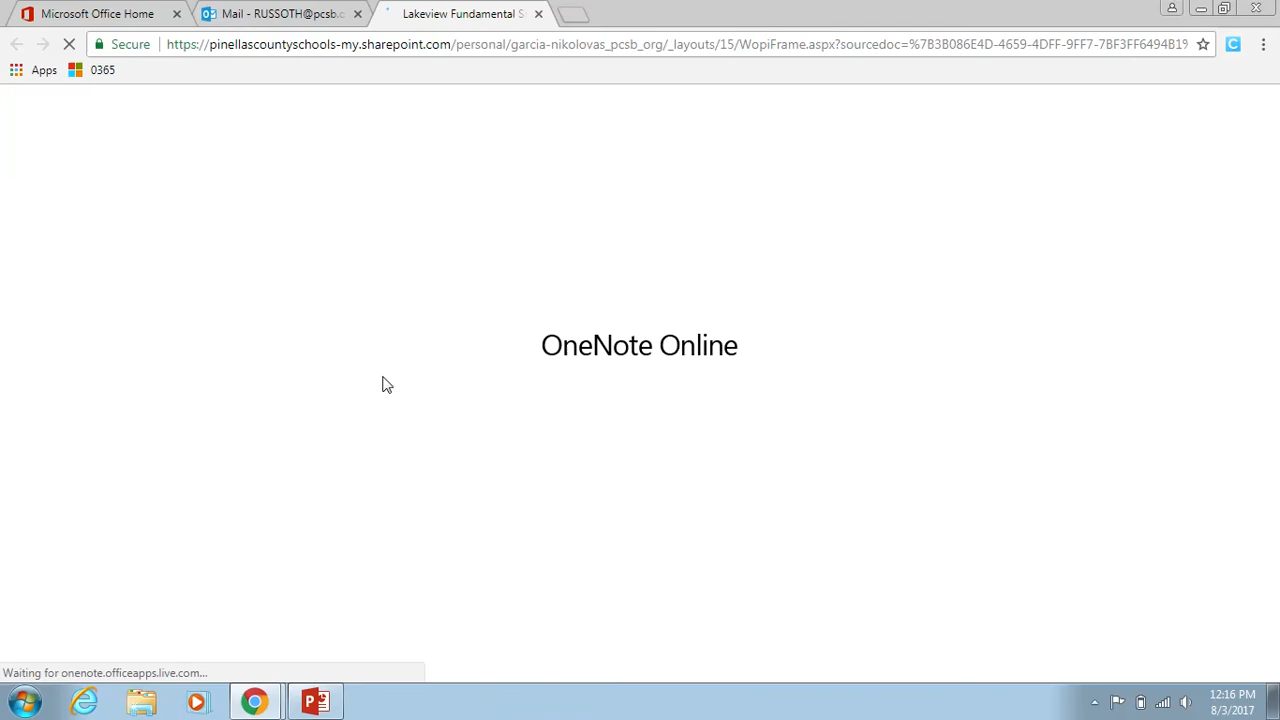 Microsoft Office Home
Mail - RUSSOTH@pcsb.c
Lakeview Fundamental S
Secure
https://pinellascountyschools-my.sharepoint.com/personal/garcia-nikolovas_pcsb_org/_layouts/15/WopiFrame.aspx?sourcedoc=%7B3B086E4D-4659-4DFF-9FF7-7BF3FF6494B19
C
Apps
0365
OneNote Online
Waiting for onenote.officeapps.live.com...
12:16 PM
8/3/2017